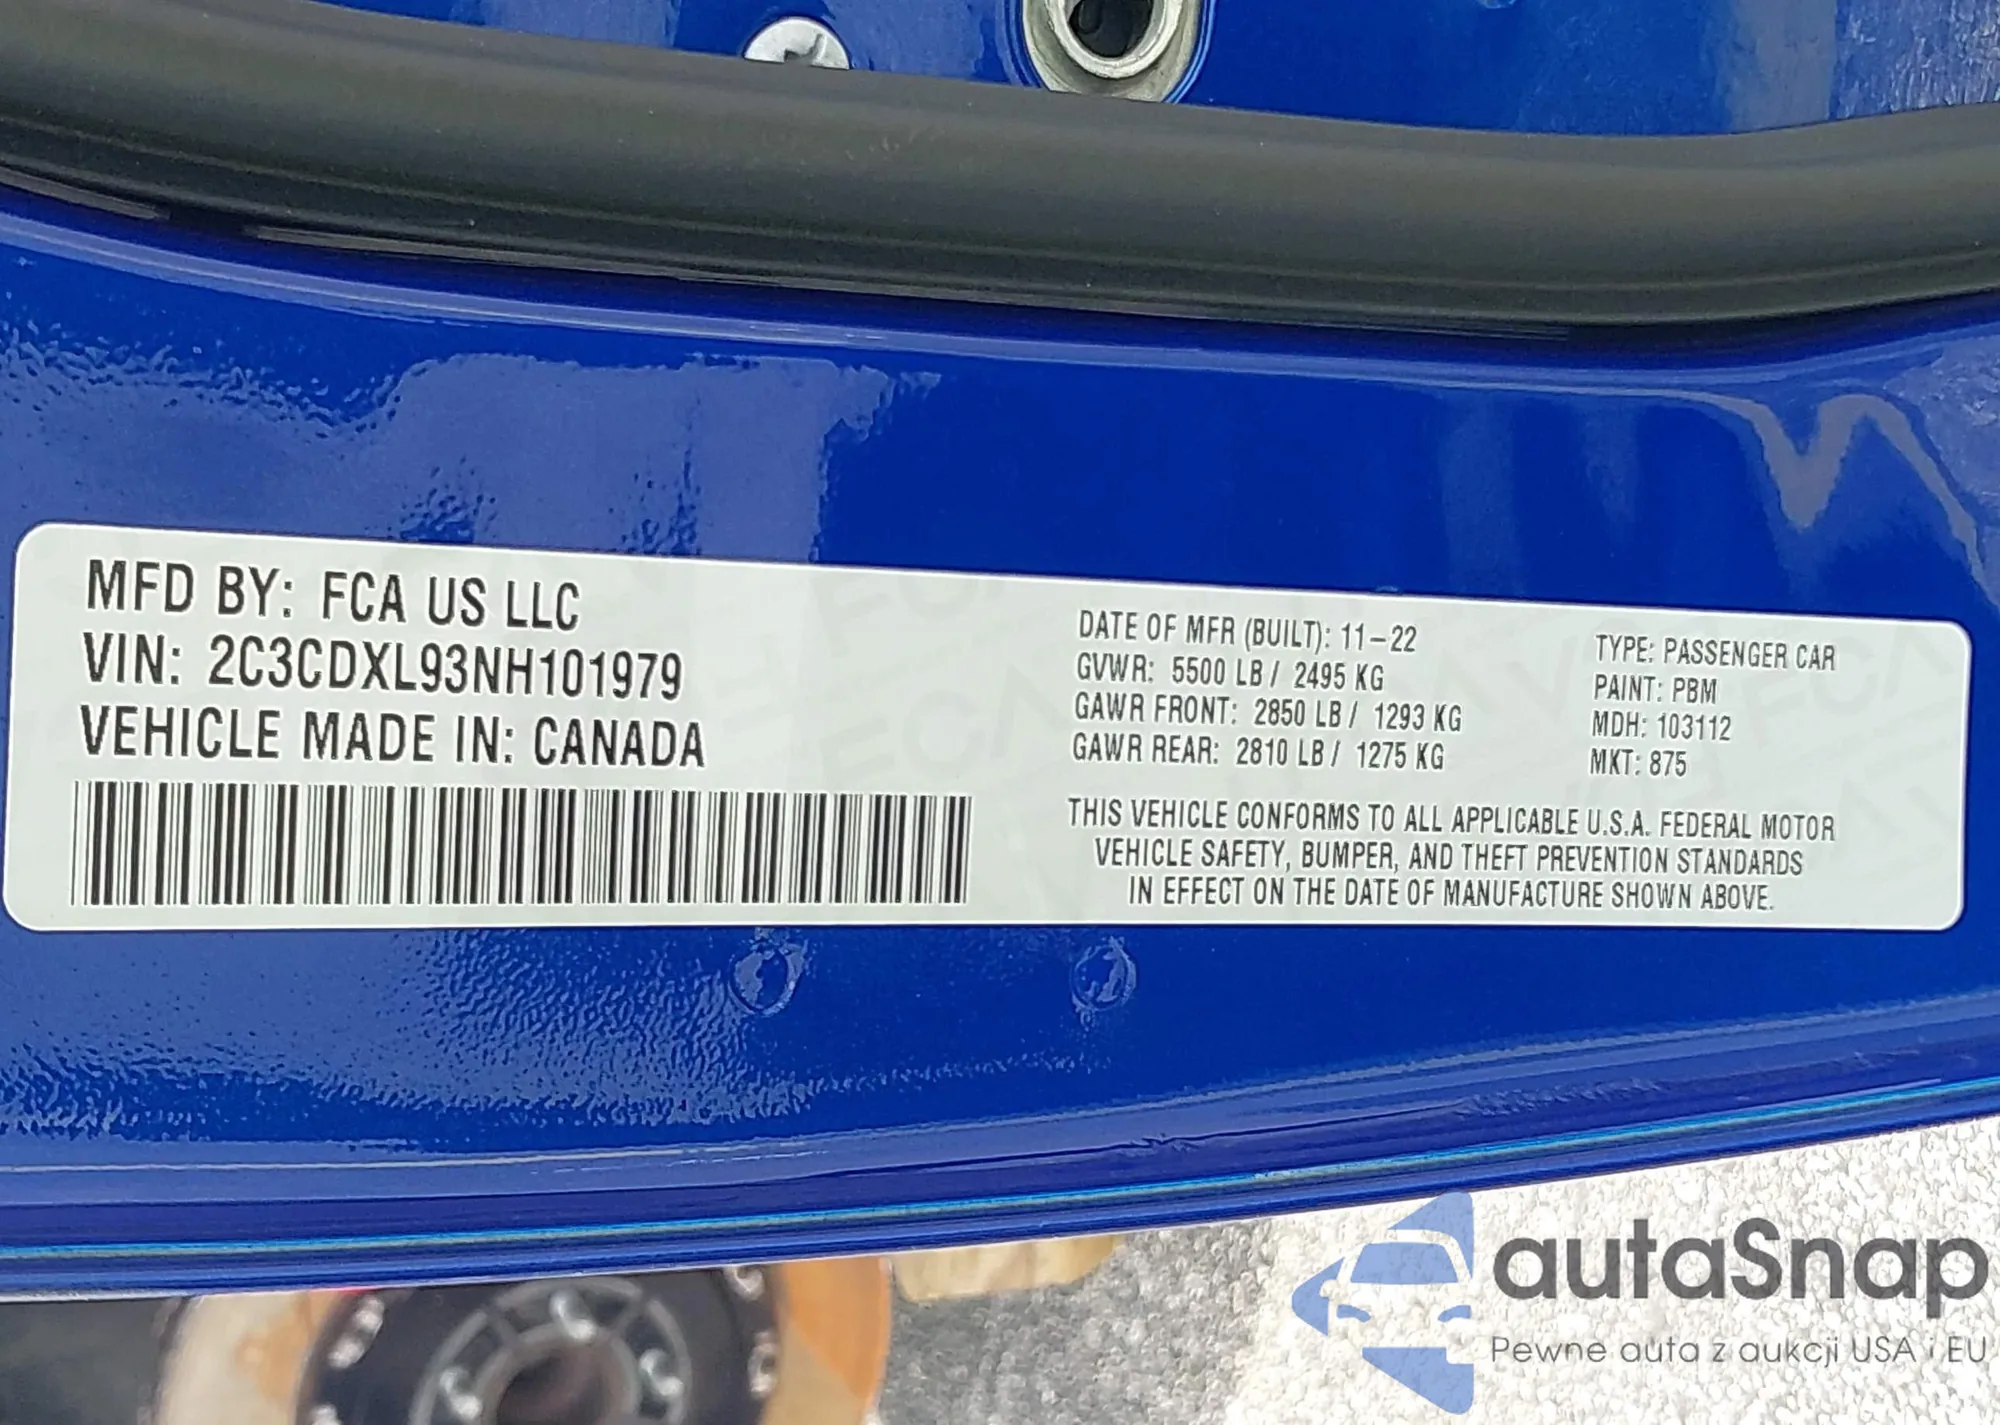 MFD BY: FCA US LLC
VIN: 2C3CDXL93NH101979
VEHICLE MADE IN: CANADA
DATE OF MFR (BUILT): 11-22
GVWR: 5500 LB / 2495 KG
GAWR FRONT: 2850 LB / 1293 KG
GAWR REAR: 2810 LB / 1275 KG
TYPE: PASSENGER CAR
PAINT: PBM
MDH: 103112
MKT: 875
THIS VEHICLE CONFORMS TO ALL APPLICABLE U.S.A. FEDERAL MOTOR
VEHICLE SAFETY, BUMPER, AND THEFT PREVENTION STANDARDS
IN EFFECT ON THE DATE OF MANUFACTURE SHOWN ABOVE.
autaSnap
Pewne auta z aukcji USA i EU